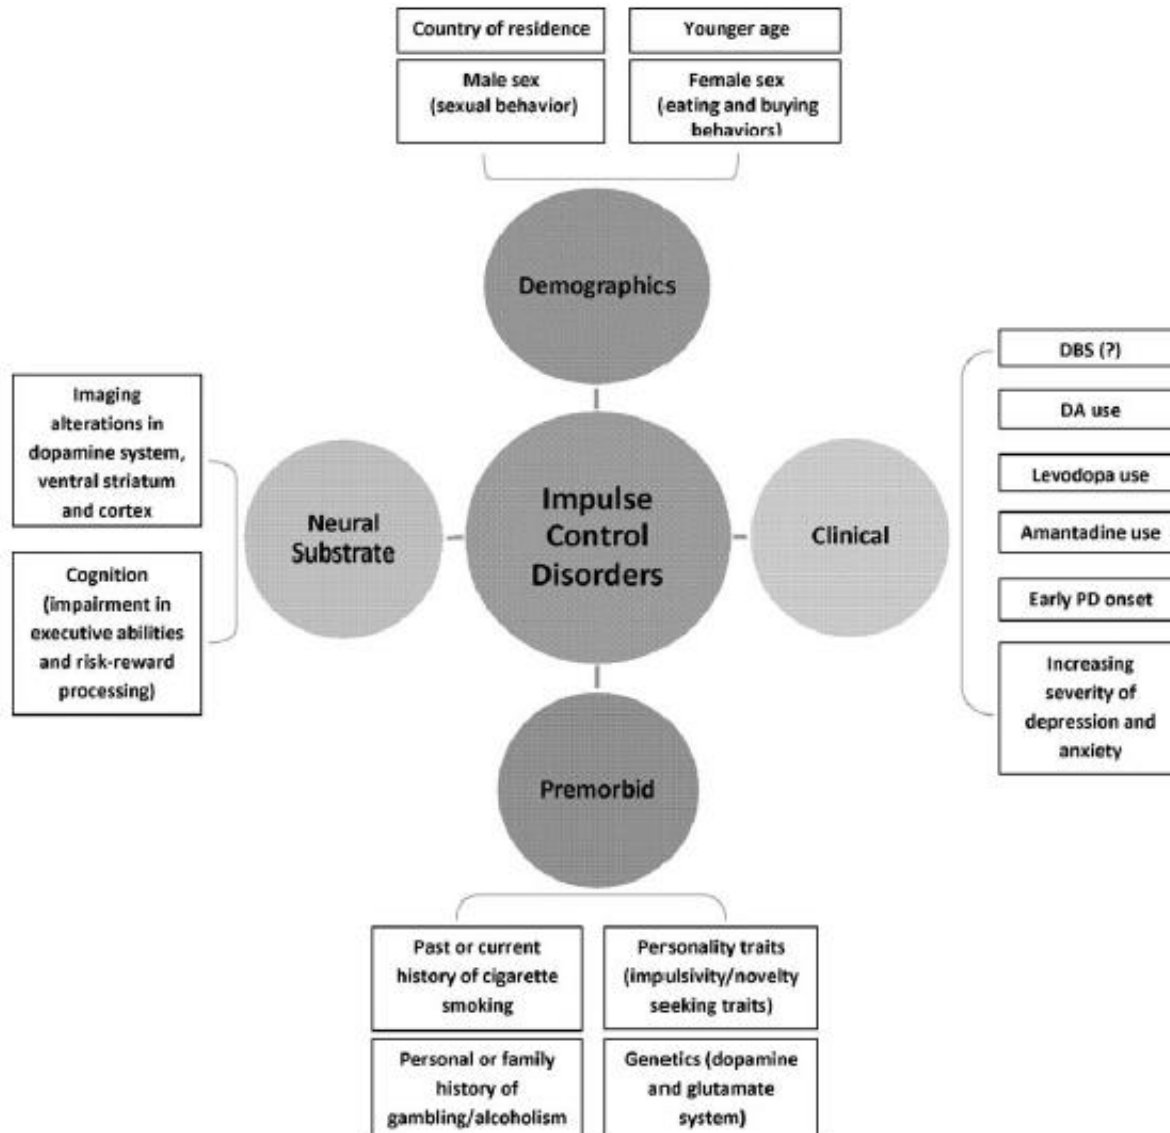 Country of residence
Younger age
Male sex
(sexual behavior)
Female sex
(eating and buying
behaviors)
Demographics
Imaging
alterations in
dopamine system,
ventral striatum
and cortex
Cognition
(impairment in
executive abilities
and risk-reward
processing)
Neural
Substrate
Impulse
Control
Disorders
Clinical
DBS (?)
DA use
Levodopa use
Amantadine use
Early PD onset
Increasing
severity of
depression and
anxiety
Premorbid
Past or current
history of cigarette
smoking
Personality traits
(impulsivity/novelty
seeking traits)
Personal or family
history of
gambling/alcoholism
Genetics (dopamine
and glutamate
system)